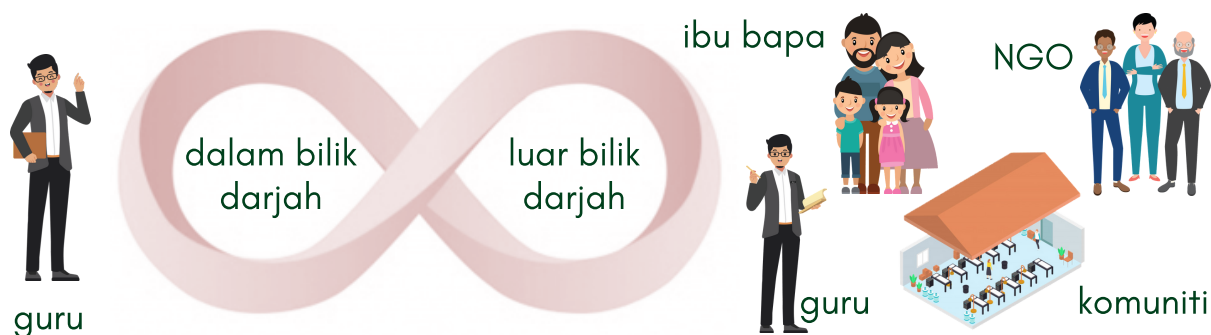 guru
dalam bilik
darjah
luar bilik
darjah
ibu bapa
NGO
guru
komuniti